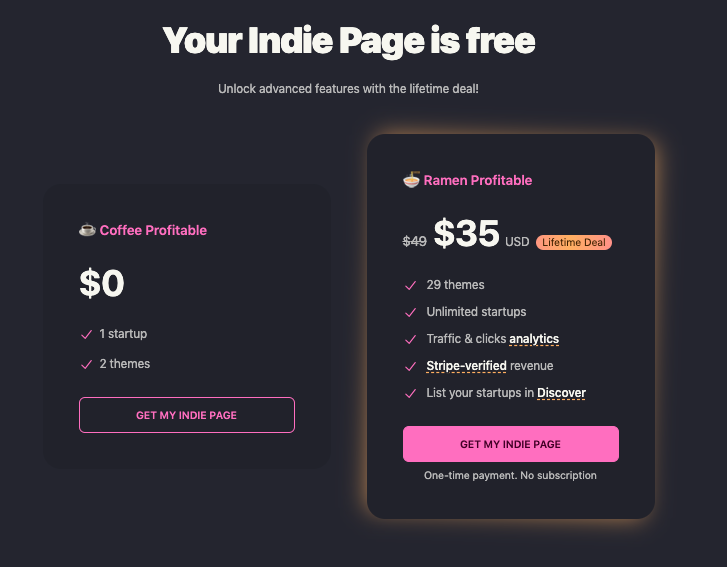 Your Indie Page is free
Unlock advanced features with the lifetime deal!
Coffee Profitable
$0
1 startup
2 themes
GET MY INDIE PAGE
Ramen Profitable
$49 $35 USD Lifetime Deal
29 themes
Unlimited startups
Traffic & clicks analytics
Stripe-verified revenue
List your startups in Discover
GET MY INDIE PAGE
One-time payment. No subscription